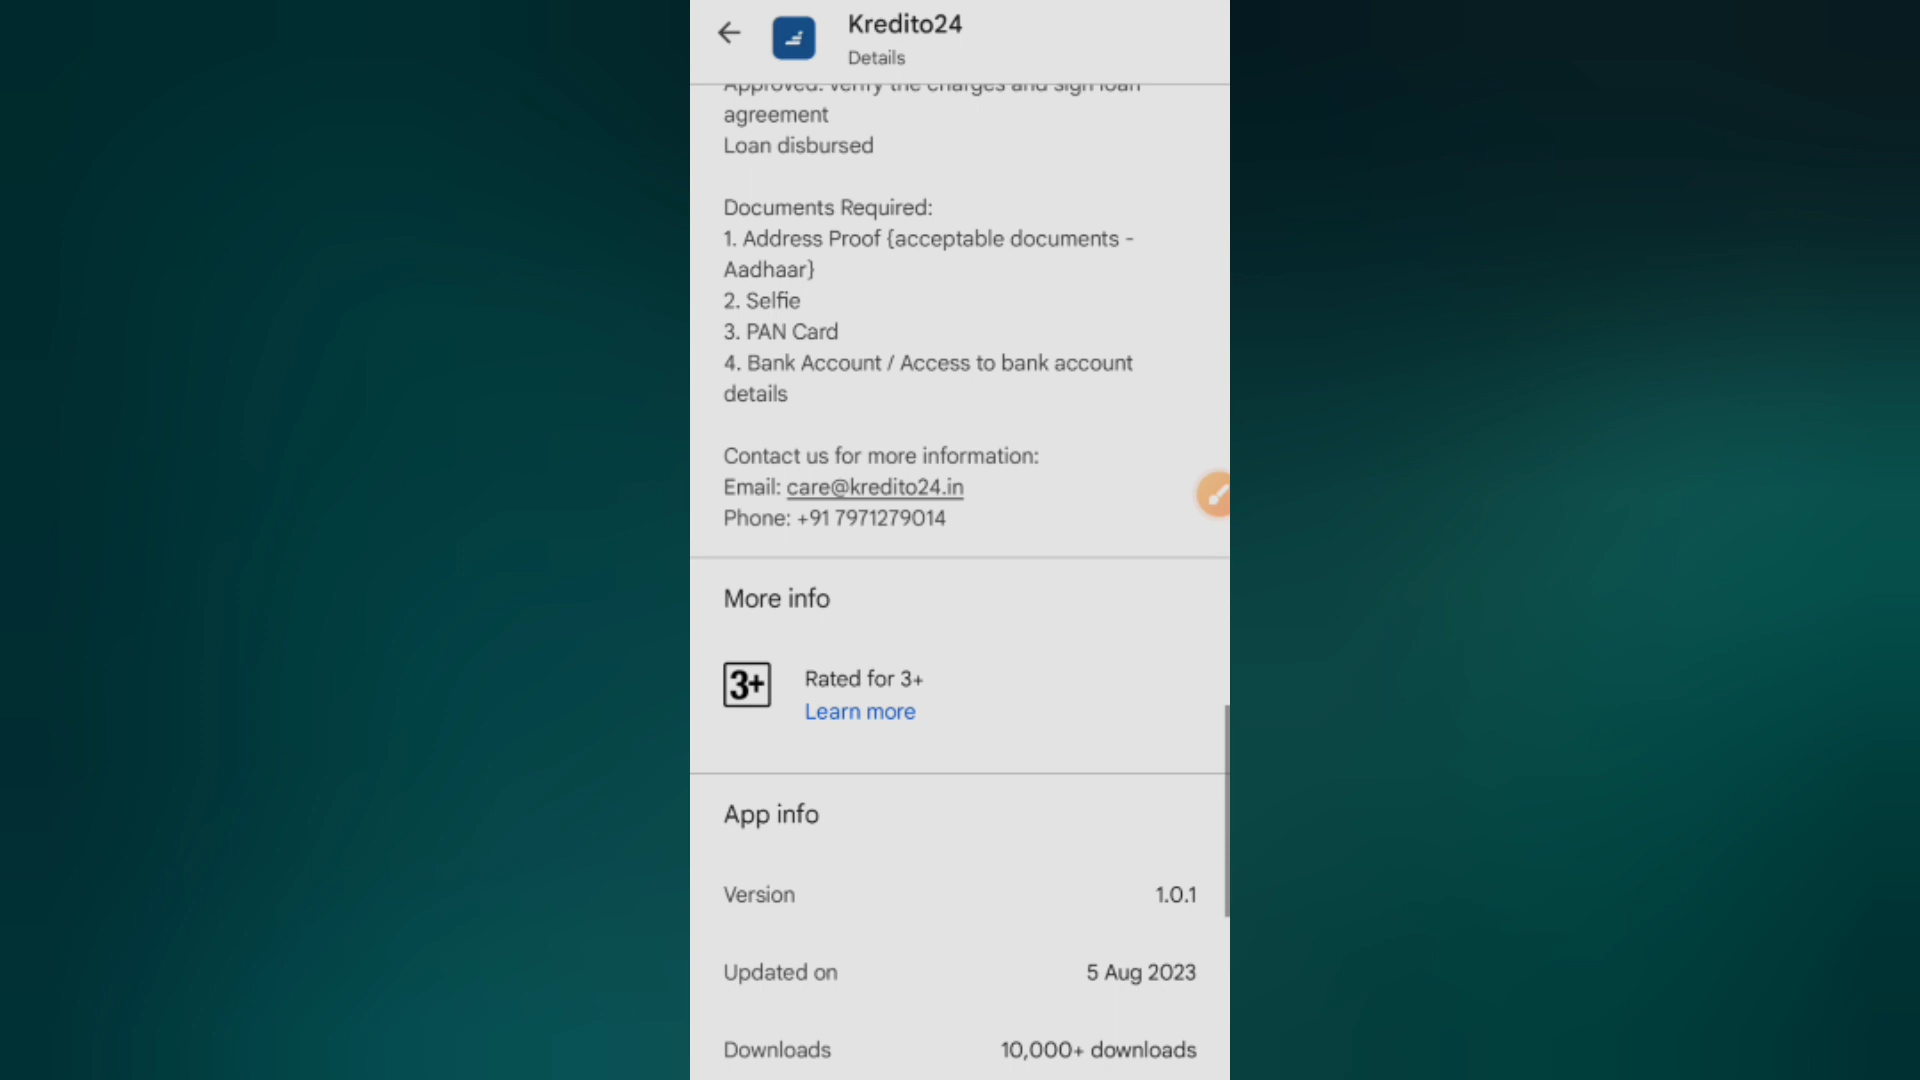 Kredito24
Details
Approved: Verify the charges and sign loan
agreement
Loan disbursed
Documents Required:
1. Address Proof {acceptable documents -
Aadhaar}
2. Selfie
3. PAN Card
4. Bank Account / Access to bank account
details
Contact us for more information:
Email: care@kredito24.in
Phone: +91 7971279014
More info
3+
Rated for 3+
Learn more
App info
Version 1.0.1
Updated on 5 Aug 2023
Downloads 10,000+ downloads